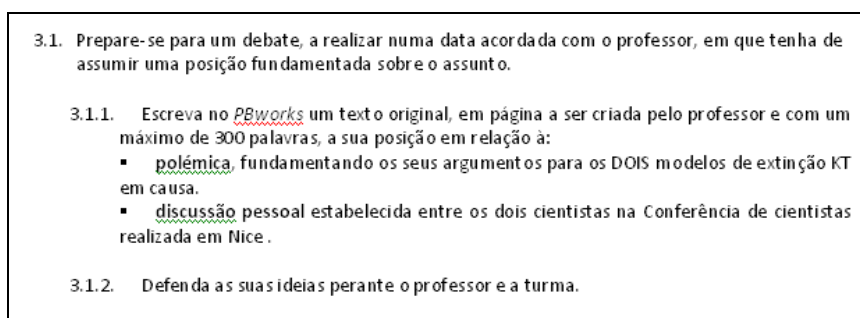 3.1. Prepare-se para um debate, a realizar numa data acordada com o professor, em que tenha de
assumir uma posição fundamentada sobre o assunto.
3.1.1. Escreva no PBworks um texto original, em página a ser criada pelo professor e com um
máximo de 300 palavras, a sua posição em relação à:
▪ polémica, fundamentando os seus argumentos para os DOIS modelos de extinção KT
em causa.
▪ discussão pessoal estabelecida entre os dois cientistas na Conferência de cientistas
realizada em Nice .
3.1.2. Defenda as suas ideias perante o professor e a turma.